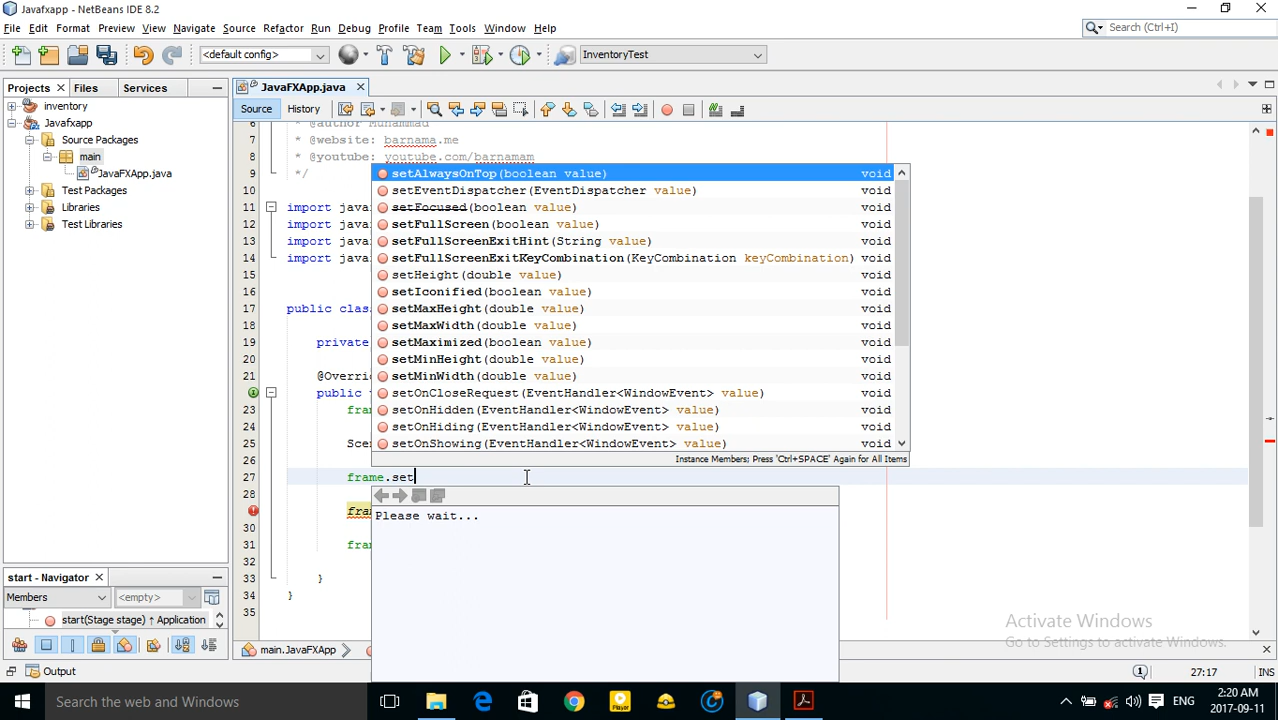 Javafxapp - NetBeans IDE 8.2
File Edit Format Preview View Navigate Source Refactor Run Debug Profile Team Tools Window Help
Search (Ctrl+I)
<default config>
InventoryTest
Projects Files Services
JavaFXApp.java
inventory
Javafxapp
Source Packages
main
JavaFXApp.java
Test Packages
Libraries
Test Libraries
Source History
6 * @author Muhammad
7 * @website: barnama.me
8 * @youtube: youtube.com/barnamam
9 */
10
11 import java
12 import java
13 import java
14 import java
15
16
17 public clas
18
19 private
20
21 @Overri
public
23 fram
24
25 Sce
26
27 frame.set
28
fra
30
31 fra
32
33 }
34 }
35
setAlwaysOnTop(boolean value) void
setEventDispatcher(EventDispatcher value) void
setFocused(boolean value) void
setFullScreen(boolean value) void
setFullScreenExitHint(String value) void
setFullScreenExitKeyCombination(KeyCombination keyCombination) void
setHeight(double value) void
setIconified(boolean value) void
setMaxHeight(double value) void
setMaxWidth(double value) void
setMaximized(boolean value) void
setMinHeight(double value) void
setMinWidth(double value) void
setOnCloseRequest(EventHandler<WindowEvent> value) void
setOnHidden(EventHandler<WindowEvent> value) void
setOnHiding(EventHandler<WindowEvent> value) void
setOnShowing(EventHandler<WindowEvent> value) void
Instance Members; Press 'Ctrl+SPACE' Again for All Items
Please wait...
start - Navigator
Members <empty>
start(Stage stage) ↑ Application
main.JavaFXApp
Activate Windows
Go to Settings to activate Windows.
Output
27:17 INS
Search the web and Windows
Player
ENG
2:20 AM
2017-09-11